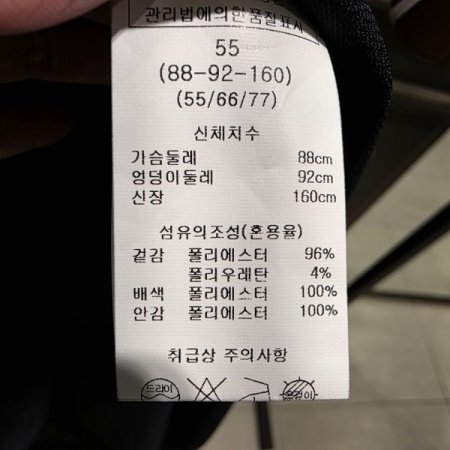 관리법에의한 품질표시
55
(88-92-160)
(55/66/77)
신체치수
가슴둘레 88cm
엉덩이둘레 92cm
신장 160cm
섬유의조성(혼용율)
겉감 폴리에스터 96%
폴리우레탄 4%
배색 폴리에스터 100%
안감 폴리에스터 100%
취급상 주의사항
드라이